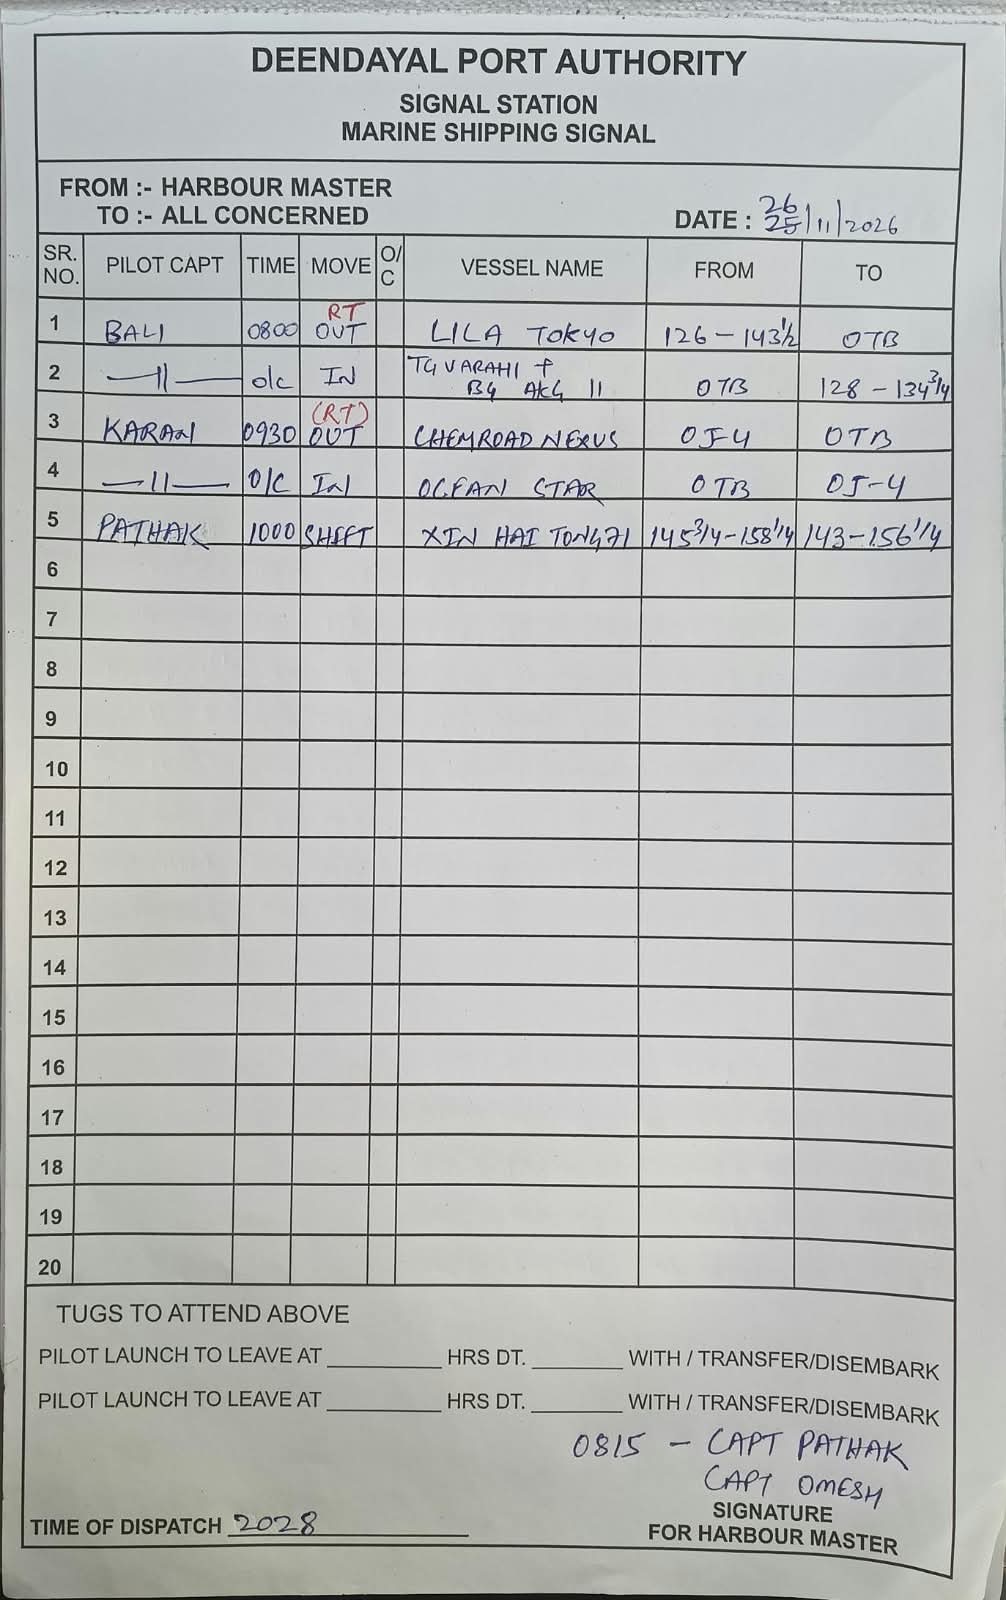 DEENDAYAL PORT AUTHORITY
SIGNAL STATION
MARINE SHIPPING SIGNAL
FROM :- HARBOUR MASTER
TO :- ALL CONCERNED
DATE : 26/11/2026
SR. NO. PILOT CAPT TIME MOVE O/C VESSEL NAME FROM TO
1 BALI 0800 RT OUT LILA TOKYO 126 - 143½ OTB
2 —11— o/c IN TG VARAHI + BG AKG 11 OTB 128 - 134¾
3 KARAN 0930 (RT) OUT CHEMROAD NEXUS OJ-4 OTB
4 —11— O/C IN OCEAN STAR OTB OJ-4
5 PATHAK 1000 SHIFT XIN HAI TONG 71 145¾-158¼ 143-156¼
6
7
8
9
10
11
12
13
14
15
16
17
18
19
20
TUGS TO ATTEND ABOVE
PILOT LAUNCH TO LEAVE AT ________ HRS DT. ________ WITH / TRANSFER/DISEMBARK
PILOT LAUNCH TO LEAVE AT ________ HRS DT. ________ WITH / TRANSFER/DISEMBARK
0815 - CAPT PATHAK
CAPT OMESH
SIGNATURE
FOR HARBOUR MASTER
TIME OF DISPATCH 2028